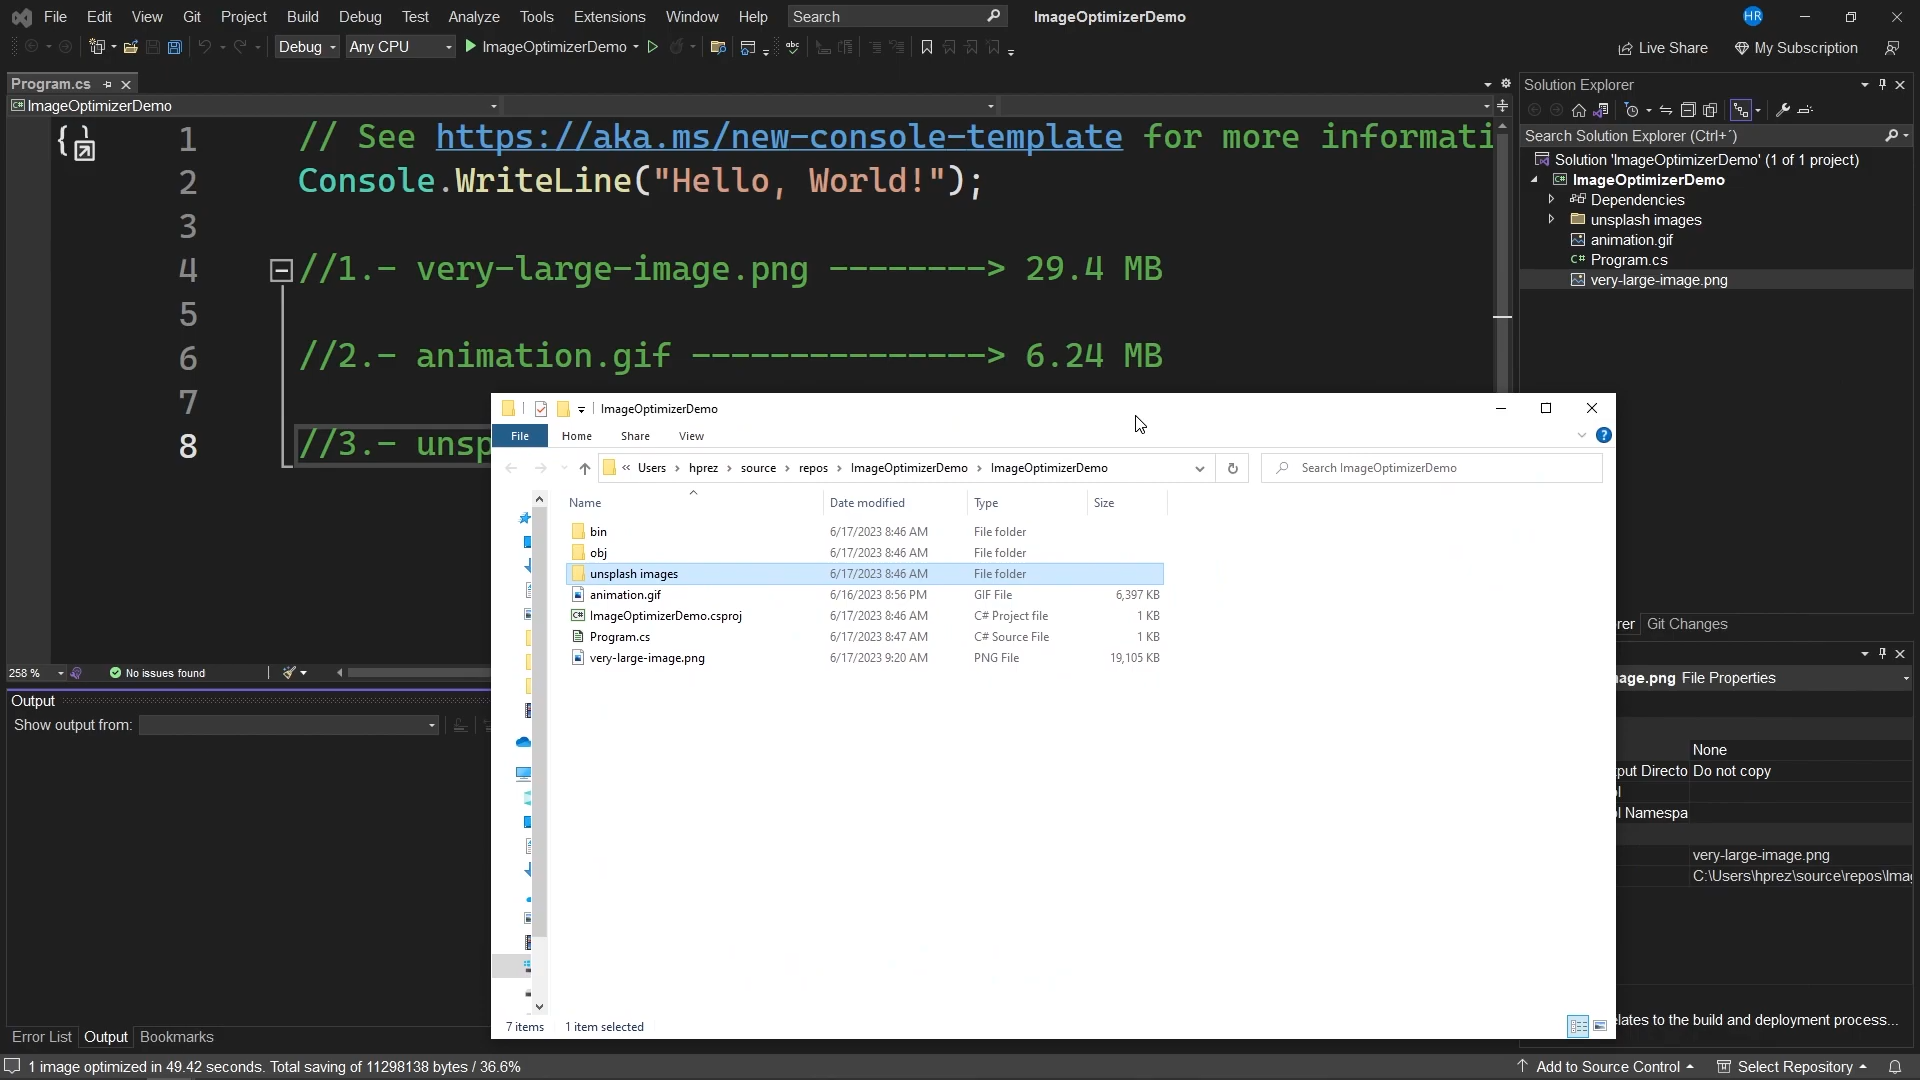 File Edit View Git Project Build Debug Test Analyze Tools Extensions Window Help Search ImageOptimizerDemo HR
Debug Any CPU ImageOptimizerDemo Live Share My Subscription
Program.cs
ImageOptimizerDemo
1 // See https://aka.ms/new-console-template for more informati
2 Console.WriteLine("Hello, World!");
3
4 //1.- very-large-image.png --------> 29.4 MB
5
6 //2.- animation.gif ---------------> 6.24 MB
7
8 //3.- unsp
258 % No issues found
Output
Show output from:
Error List Output Bookmarks
1 image optimized in 49.42 seconds. Total saving of 11298138 bytes / 36.6%
Add to Source Control Select Repository
Solution Explorer
Search Solution Explorer (Ctrl+´)
Solution 'ImageOptimizerDemo' (1 of 1 project)
ImageOptimizerDemo
Dependencies
unsplash images
animation.gif
C# Program.cs
very-large-image.png
rer Git Changes
age.png File Properties
None
put Directo Do not copy
ol
ol Namespa
very-large-image.png
C:\Users\hprez\source\repos\Ima
lates to the build and deployment process...
ImageOptimizerDemo
File Home Share View
« Users › hprez › source › repos › ImageOptimizerDemo › ImageOptimizerDemo
Search ImageOptimizerDemo
Name Date modified Type Size
bin 6/17/2023 8:46 AM File folder
obj 6/17/2023 8:46 AM File folder
unsplash images 6/17/2023 8:46 AM File folder
animation.gif 6/16/2023 8:56 PM GIF File 6,397 KB
ImageOptimizerDemo.csproj 6/17/2023 8:46 AM C# Project file 1 KB
Program.cs 6/17/2023 8:47 AM C# Source File 1 KB
very-large-image.png 6/17/2023 9:20 AM PNG File 19,105 KB
7 items 1 item selected